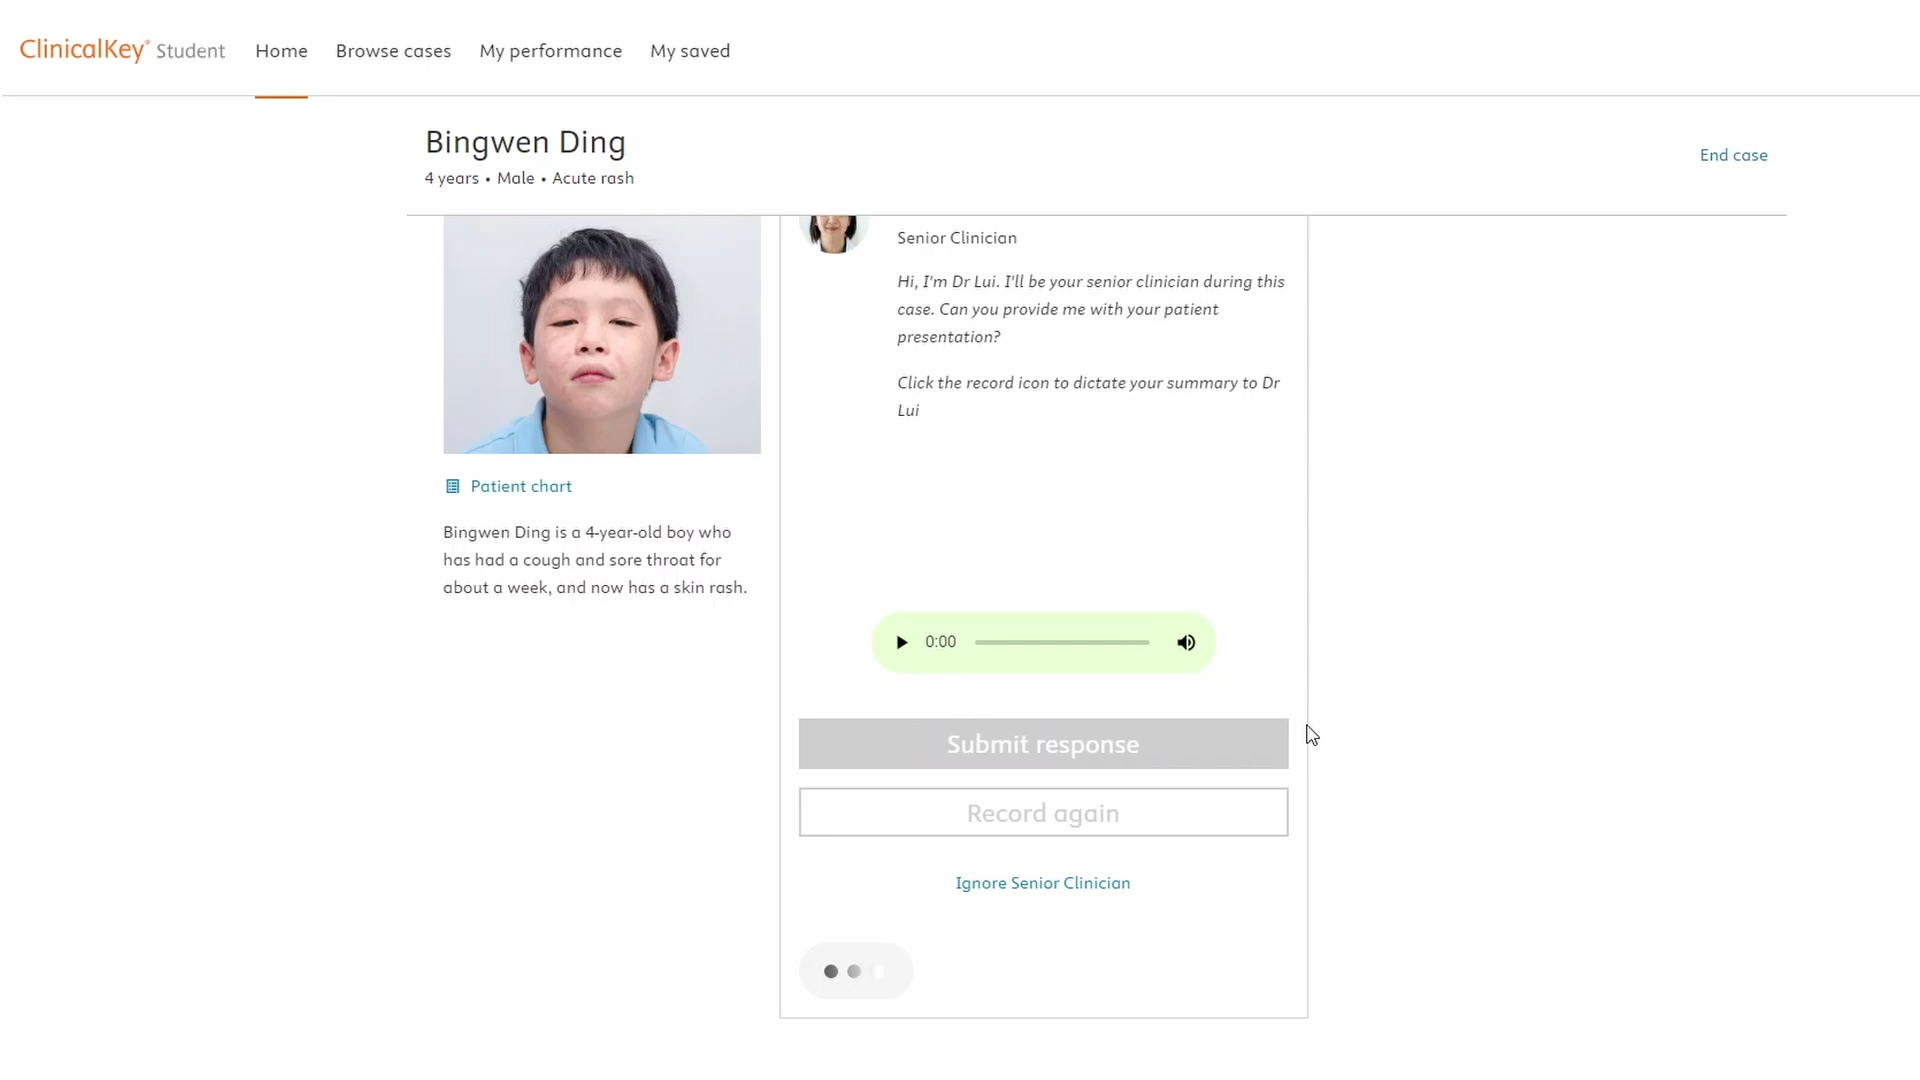 ClinicalKey® Student
Home
Browse cases
My performance
My saved
Bingwen Ding
4 years • Male • Acute rash
End case
Patient chart
Bingwen Ding is a 4-year-old boy who
has had a cough and sore throat for
about a week, and now has a skin rash.
Senior Clinician
Hi, I'm Dr Lui. I'll be your senior clinician during this
case. Can you provide me with your patient
presentation?
Click the record icon to dictate your summary to Dr
Lui
0:00
Submit response
Record again
Ignore Senior Clinician